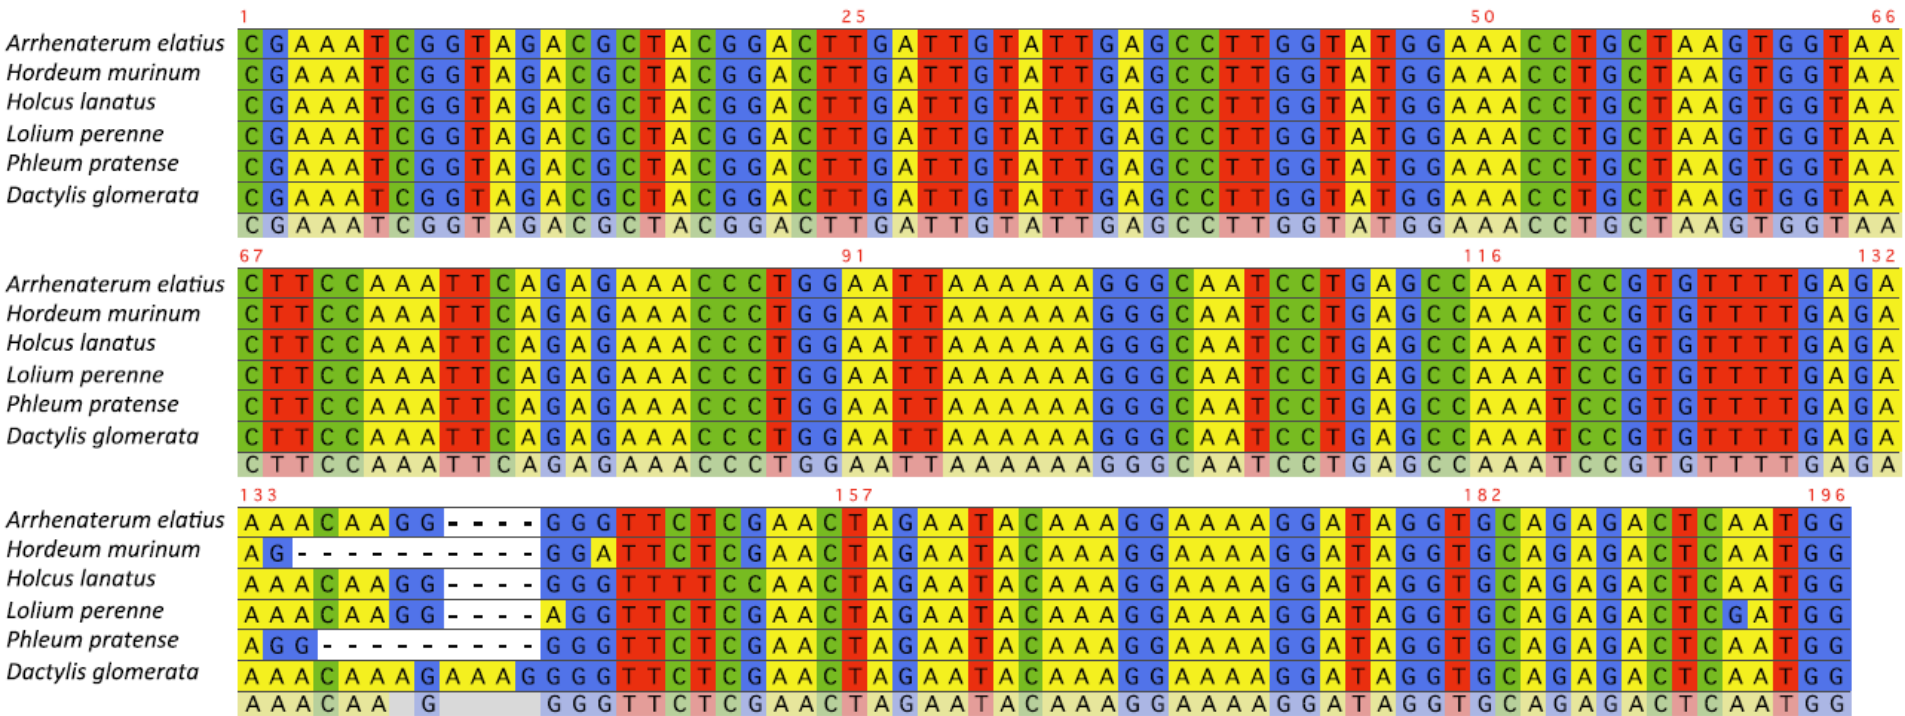 1 25 50 66
Arrhenaterum elatius CGAAATCGGTAGACGCTACGGACTTGATTGTATTGAGCCTTGGTATGGAAACCTGCTAAGTGGTAA
Hordeum murinum CGAAATCGGTAGACGCTACGGACTTGATTGTATTGAGCCTTGGTATGGAAACCTGCTAAGTGGTAA
Holcus lanatus CGAAATCGGTAGACGCTACGGACTTGATTGTATTGAGCCTTGGTATGGAAACCTGCTAAGTGGTAA
Lolium perenne CGAAATCGGTAGACGCTACGGACTTGATTGTATTGAGCCTTGGTATGGAAACCTGCTAAGTGGTAA
Phleum pratense CGAAATCGGTAGACGCTACGGACTTGATTGTATTGAGCCTTGGTATGGAAACCTGCTAAGTGGTAA
Dactylis glomerata CGAAATCGGTAGACGCTACGGACTTGATTGTATTGAGCCTTGGTATGGAAACCTGCTAAGTGGTAA
CGAAATCGGTAGACGCTACGGACTTGATTGTATTGAGCCTTGGTATGGAAACCTGCTAAGTGGTAA
67 91 116 132
Arrhenaterum elatius CTTCCAAATTCAGAGAAACCCTGGAATTAAAAAAGGGCAATCCTGAGCCAAATCCGTGTTTTGAGA
Hordeum murinum CTTCCAAATTCAGAGAAACCCTGGAATTAAAAAAGGGCAATCCTGAGCCAAATCCGTGTTTTGAGA
Holcus lanatus CTTCCAAATTCAGAGAAACCCTGGAATTAAAAAAGGGCAATCCTGAGCCAAATCCGTGTTTTGAGA
Lolium perenne CTTCCAAATTCAGAGAAACCCTGGAATTAAAAAAGGGCAATCCTGAGCCAAATCCGTGTTTTGAGA
Phleum pratense CTTCCAAATTCAGAGAAACCCTGGAATTAAAAAAGGGCAATCCTGAGCCAAATCCGTGTTTTGAGA
Dactylis glomerata CTTCCAAATTCAGAGAAACCCTGGAATTAAAAAAGGGCAATCCTGAGCCAAATCCGTGTTTTGAGA
CTTCCAAATTCAGAGAAACCCTGGAATTAAAAAAGGGCAATCCTGAGCCAAATCCGTGTTTTGAGA
133 157 182 196
Arrhenaterum elatius AAACAAGG----GGGTTCTCGAACTAGAATACAAAGGAAAAGGATAGGTGCAGAGACTCAATGG
Hordeum murinum AG----------GGATTCTCGAACTAGAATACAAAGGAAAAGGATAGGTGCAGAGACTCAATGG
Holcus lanatus AAACAAGG----GGGTTTTCCAACTAGAATACAAAGGAAAAGGATAGGTGCAGAGACTCAATGG
Lolium perenne AAACAAGG----AGGTTCTCGAACTAGAATACAAAGGAAAAGGATAGGTGCAGAGACTCGATGG
Phleum pratense AGG---------GGGTTCTCGAACTAGAATACAAAGGAAAAGGATAGGTGCAGAGACTCAATGG
Dactylis glomerata AAACAAAGAAAGGGGTTCTCGAACTAGAATACAAAGGAAAAGGATAGGTGCAGAGACTCAATGG
AAACAA G     GGGTTCTCGAACTAGAATACAAAGGAAAAGGATAGGTGCAGAGACTCAATGG